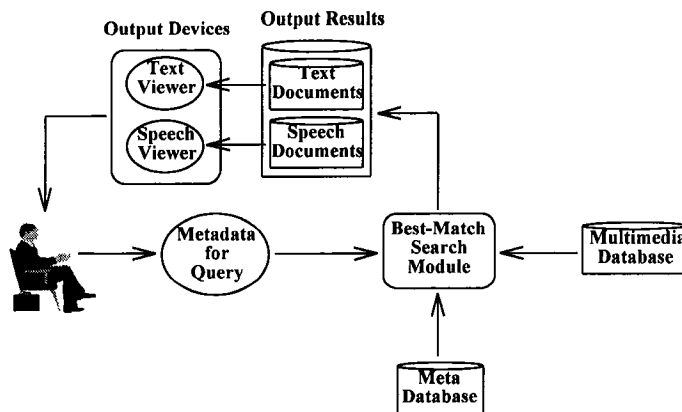 Output Devices
Output Results
Text
Viewer
Text
Documents
Speech
Viewer
Speech
Documents
Metadata
for
Query
Best-Match
Search
Module
Multimedia
Database
Meta
Database